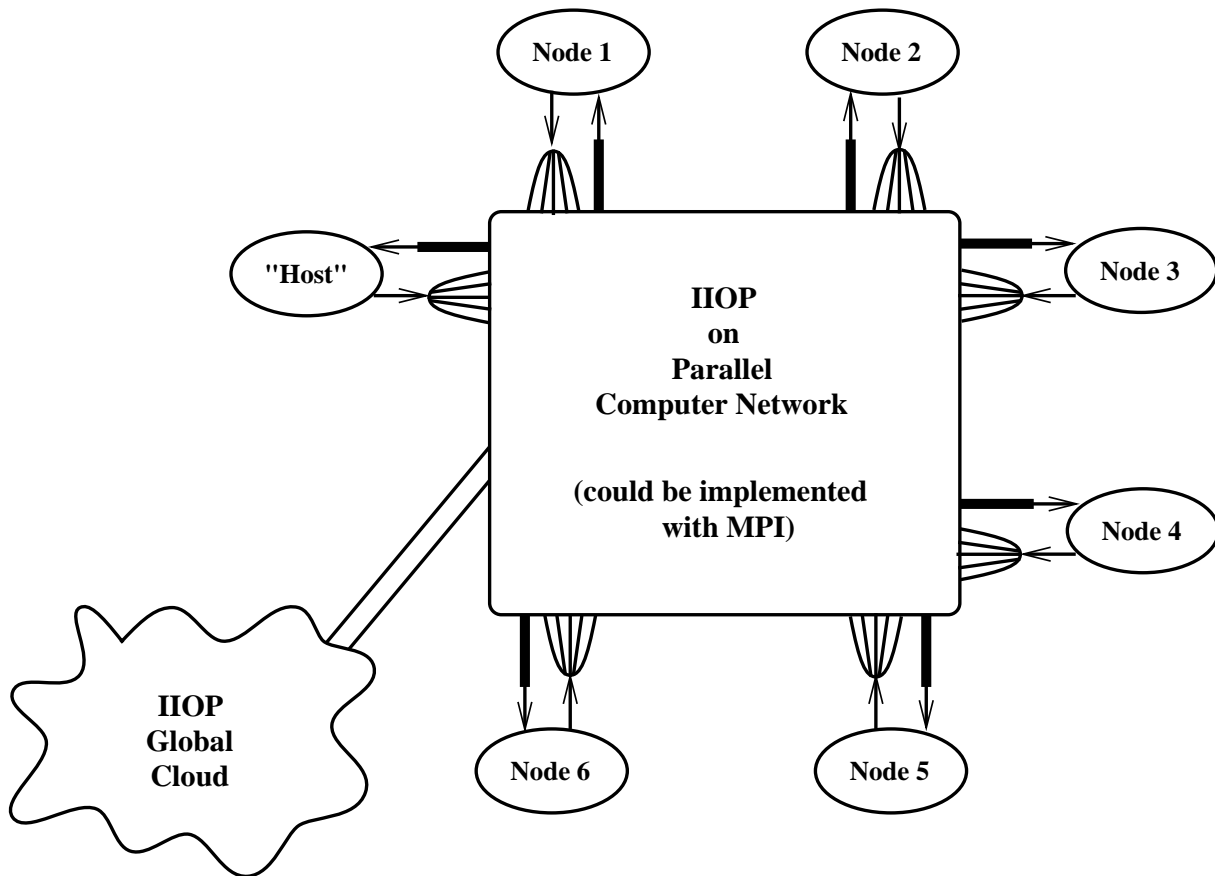 Node 1
Node 2
"Host"
Node 3
IIOP
on
Parallel
Computer Network
(could be implemented
with MPI)
Node 4
IIOP
Global
Cloud
Node 6
Node 5